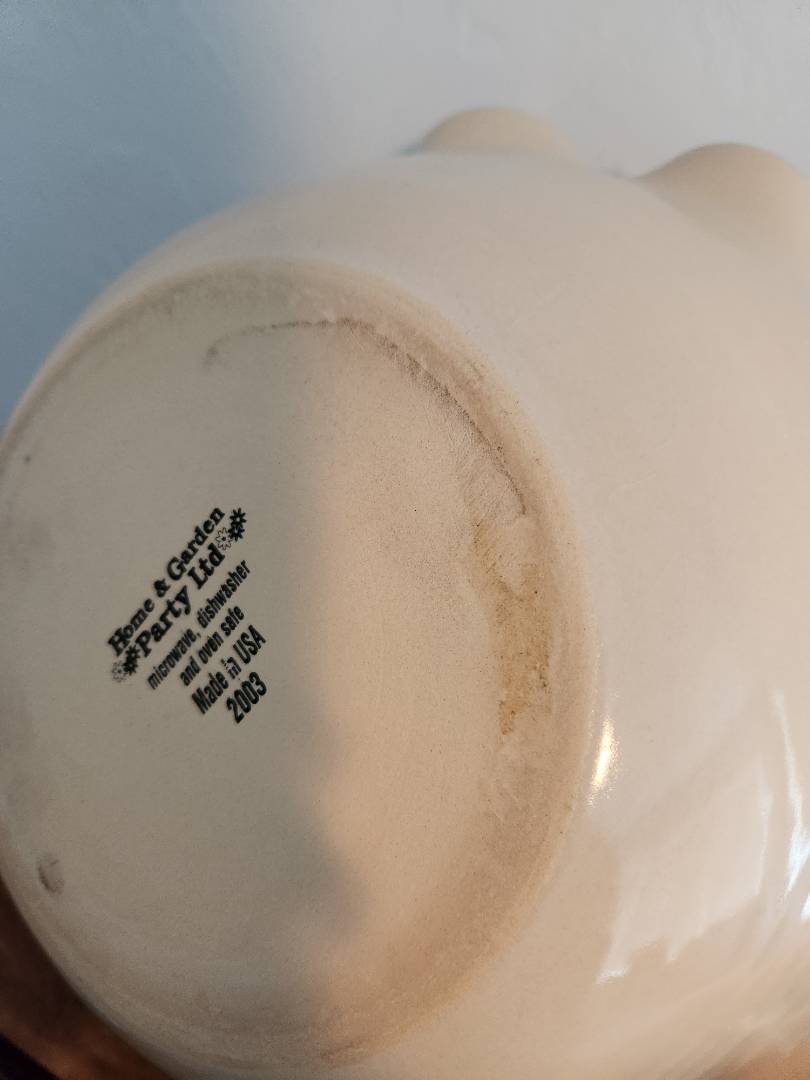 Home & Garden
Party Ltd
microwave, dishwasher
and oven safe
Made in USA
2003